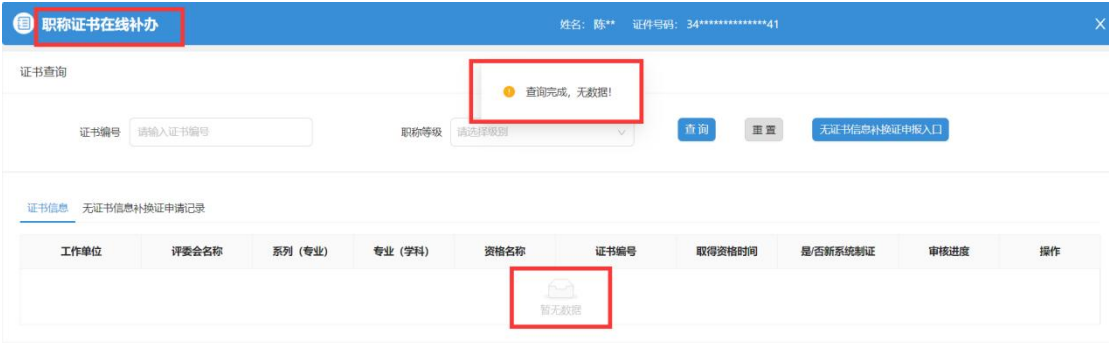 职称证书在线补办 姓名：陈** 证件号码：34**************41 X
证书查询
查询完成，无数据！
证书编号 请输入证书编号 职称等级 请选择级别 查询 重置 无证书信息补换证申报入口
证书信息 无证书信息补换证申请记录
工作单位 评委会名称 系列（专业） 专业（学科） 资格名称 证书编号 取得资格时间 是/否新系统制证 审核进度 操作
暂无数据